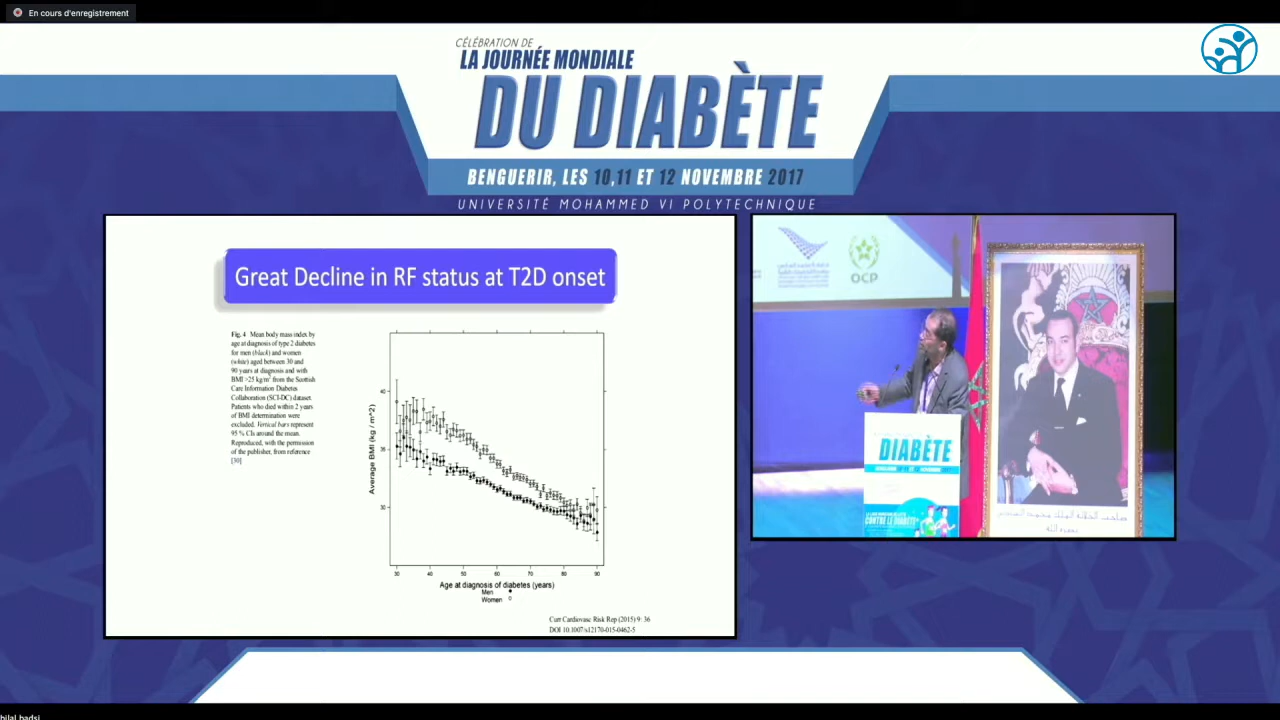 En cours d'enregistrement
CÉLÉBRATION DE
LA JOURNÉE MONDIALE
DU DIABÈTE
BENGUERIR, LES 10,11 ET 12 NOVEMBRE 2017
UNIVERSITÉ MOHAMMED VI POLYTECHNIQUE
Great Decline in RF status at T2D onset
Fig. 4 Mean body mass index by
age at diagnosis of type 2 diabetes
for men (black) and women
(white) aged between 30 and
90 years at diagnosis and with
BMI >25 kg/m² from the Scottish
Care Information Diabetes
Collaboration (SCI-DC) dataset.
Patients who died within 2 years
of BMI determination were
excluded. Vertical bars represent
95 % CIs around the mean.
Reproduced, with the permission
of the publisher, from reference
[30]
Average BMI (kg / m^2)
40
35
30
30 40 50 60 70 80 90
Age at diagnosis of diabetes (years)
Men
Women
Curr Cardiovasc Risk Rep (2015) 9: 36
DOI 10.1007/s12170-015-0462-5
OCP
DIABÈTE
CONTRE LE DIABÈTE
bilal badsi